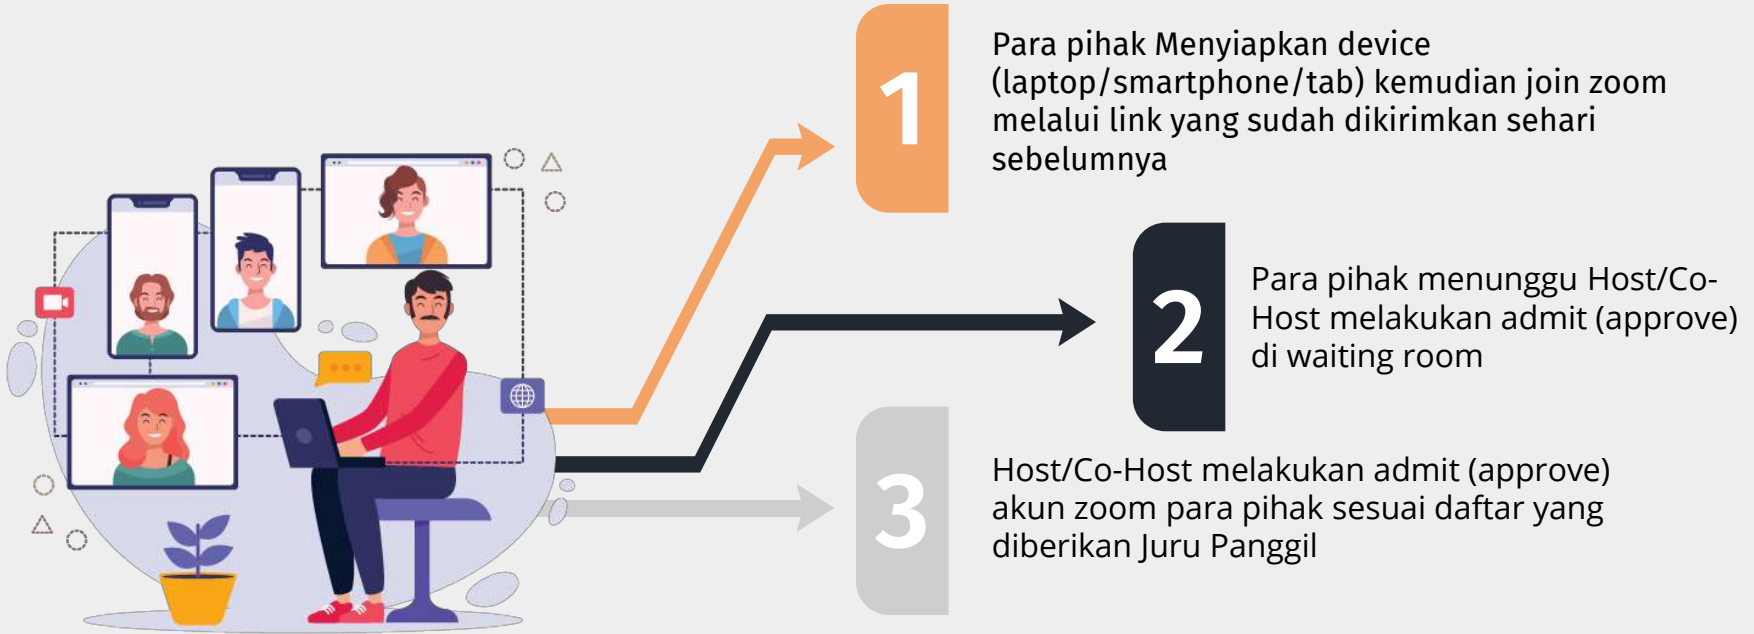 1
Para pihak Menyiapkan device
(laptop/smartphone/tab) kemudian join zoom
melalui link yang sudah dikirimkan sehari
sebelumnya
2
Para pihak menunggu Host/Co-
Host melakukan admit (approve)
di waiting room
3
Host/Co-Host melakukan admit (approve)
akun zoom para pihak sesuai daftar yang
diberikan Juru Panggil